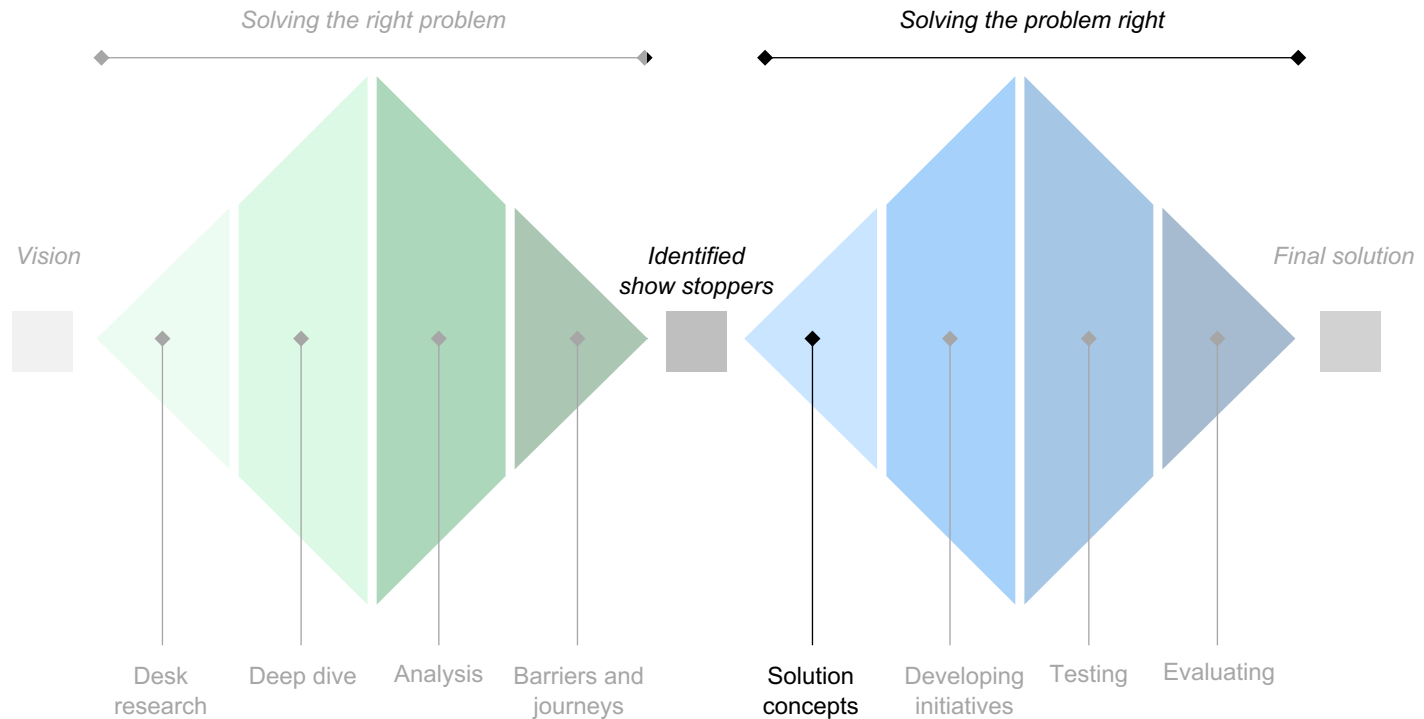 Solving the right problem
Solving the problem right
Vision
Identified
show stoppers
Final solution
Desk
research
Deep dive
Analysis
Barriers and
journeys
Solution
concepts
Developing
initiatives
Testing
Evaluating